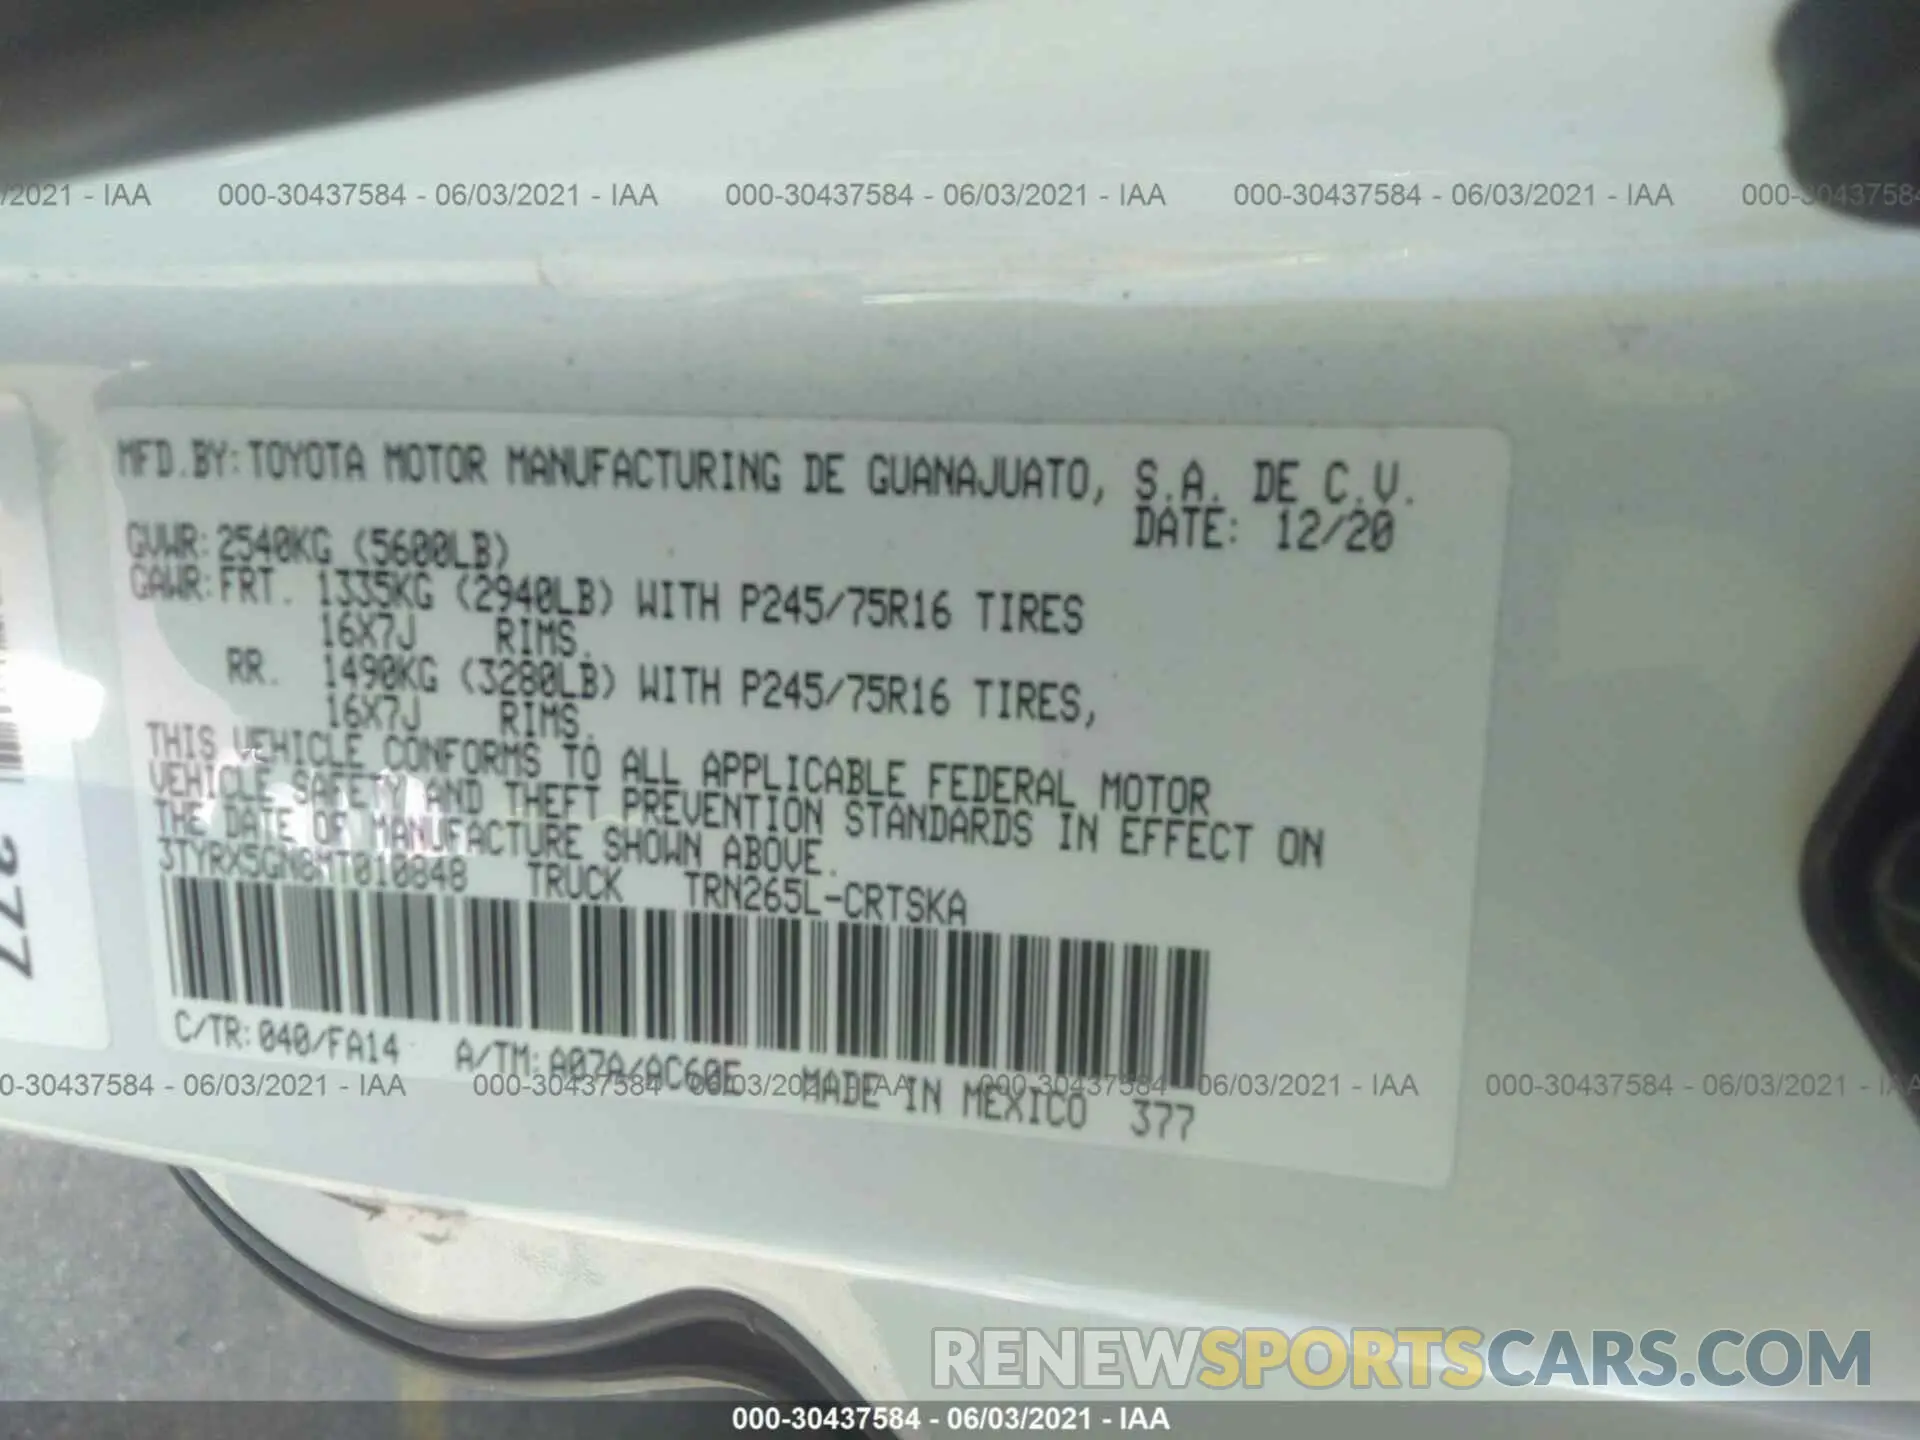 /2021 - IAA 000-30437584 - 06/03/2021 - IAA 000-30437584 - 06/03/2021 - IAA 000-30437584 - 06/03/2021 - IAA 000-30437584
MFD.BY:TOYOTA MOTOR MANUFACTURING DE GUANAJUATO, S.A. DE C.V.
DATE: 12/20
GVWR:2540KG (5600LB)
GAWR:FRT. 1335KG (2940LB) WITH P245/75R16 TIRES
16X7J RIMS.
RR. 1490KG (3280LB) WITH P245/75R16 TIRES,
16X7J RIMS.
THIS VEHICLE CONFORMS TO ALL APPLICABLE FEDERAL MOTOR
VEHICLE SAFETY AND THEFT PREVENTION STANDARDS IN EFFECT ON
THE DATE OF MANUFACTURE SHOWN ABOVE.
3TYRX5GN8MT010848 TRUCK TRN265L-CRTSKA
C/TR:040/FA14 A/TM:A07A/AC60E MADE IN MEXICO 377
377
0-30437584 - 06/03/2021 - IAA 000-30437584 - 06/03/2021 - IAA 000-30437584 - 06/03/2021 - IAA 000-30437584 - 06/03/2021 - IAA
RENEWSPORTSCARS.COM
000-30437584 - 06/03/2021 - IAA